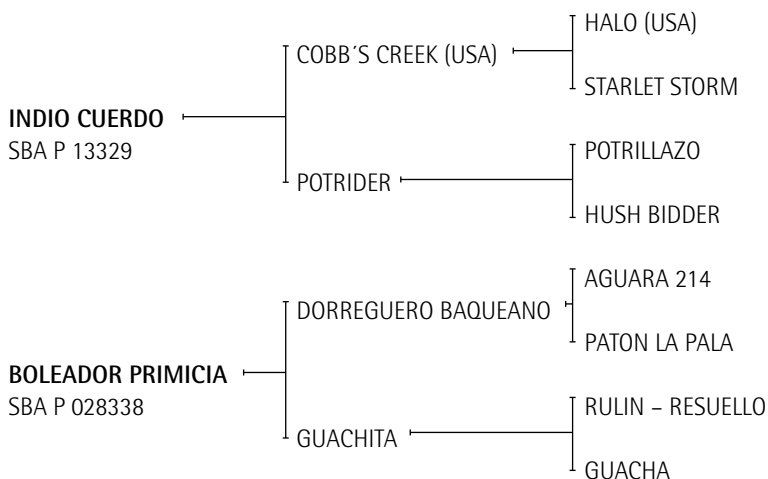 HALO (USA)
COBB´S CREEK (USA)
STARLET STORM
INDIO CUERDO
SBA P 13329
POTRILLAZO
POTRIDER
HUSH BIDDER
AGUARA 214
DORREGUERO BAQUEANO
PATON LA PALA
BOLEADOR PRIMICIA
SBA P 028338
RULIN – RESUELLO
GUACHITA
GUACHA